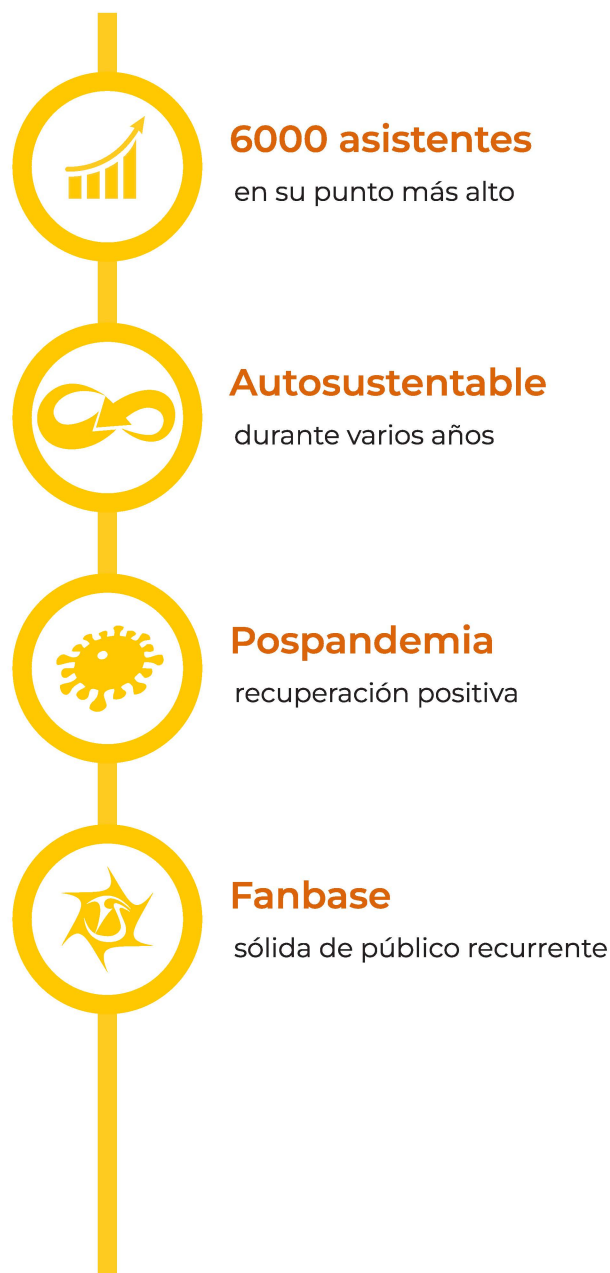 6000 asistentes
en su punto más alto
Autosustentable
durante varios años
Pospandemia
recuperación positiva
Fanbase
sólida de público recurrente